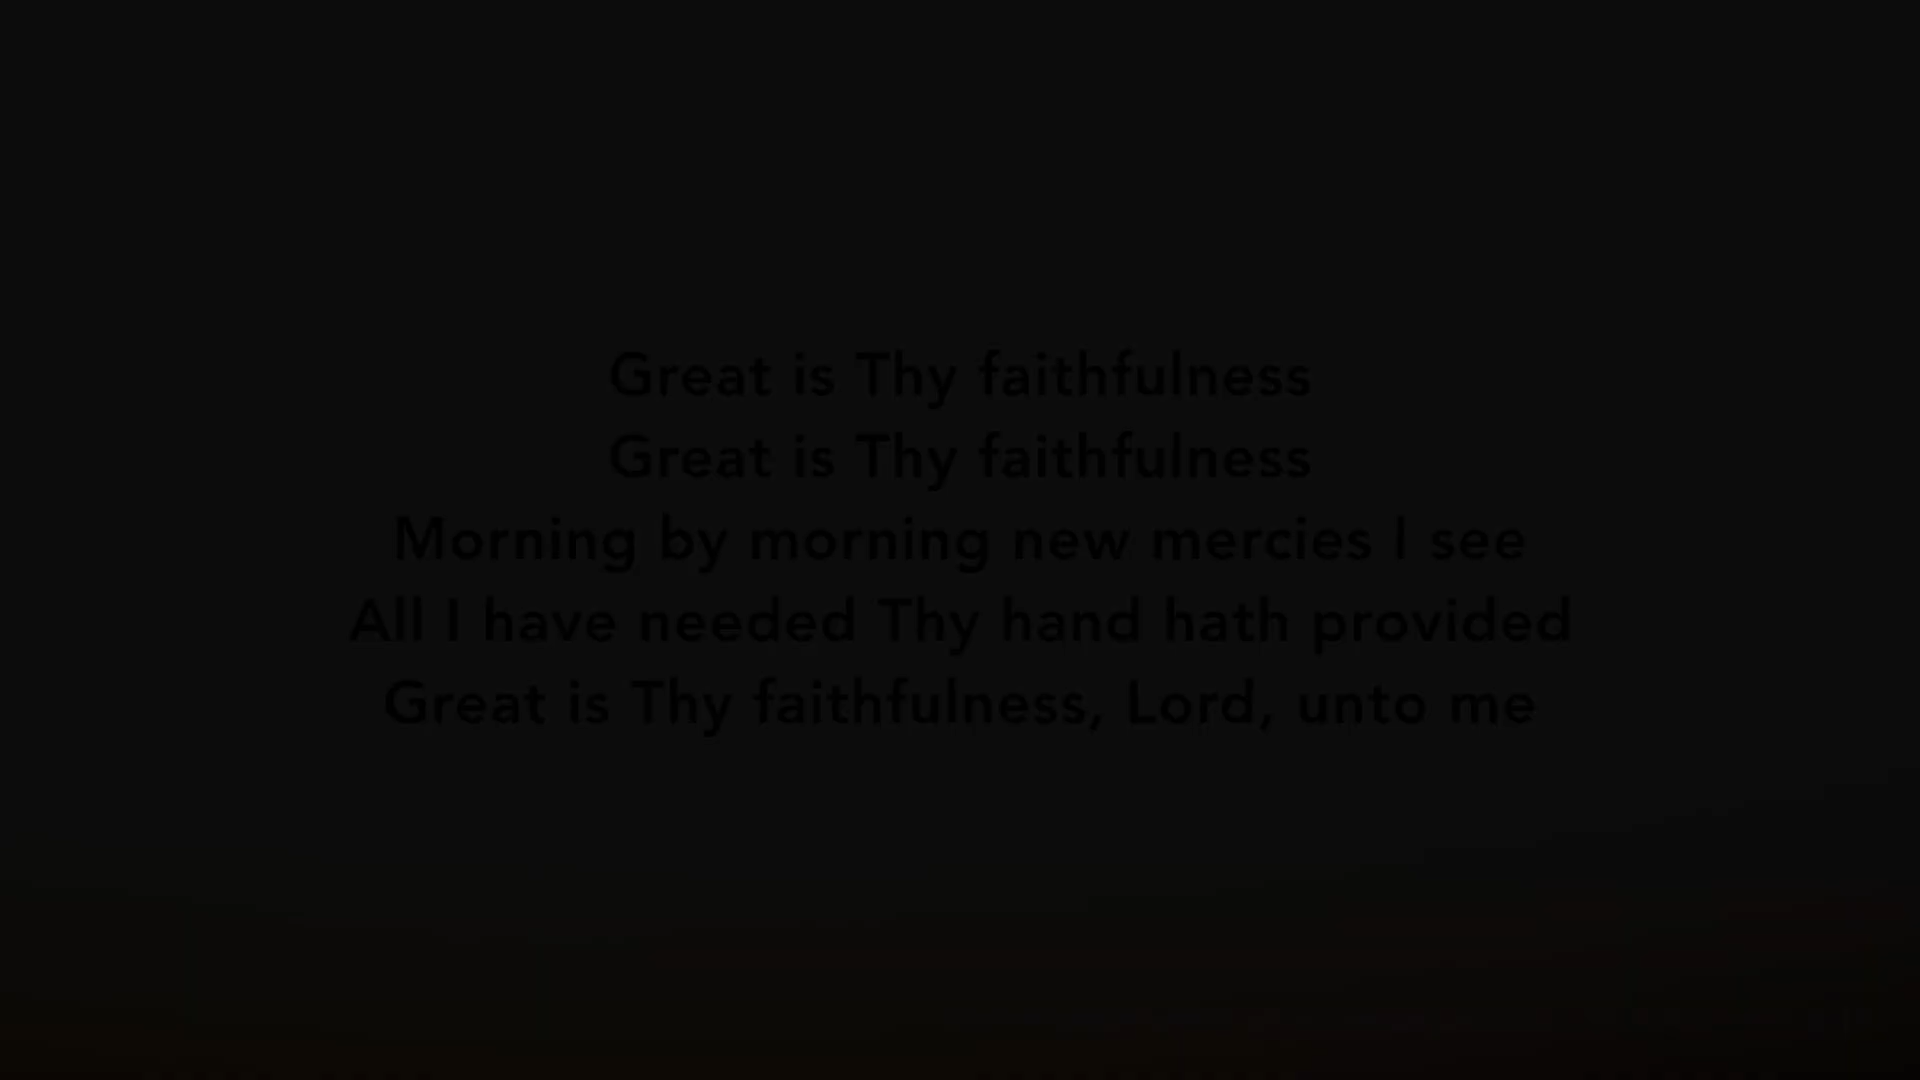 Great is Thy faithfulness
Great is Thy faithfulness
Morning by morning new mercies I see
All I have needed Thy hand hath provided
Great is Thy faithfulness, Lord, unto me